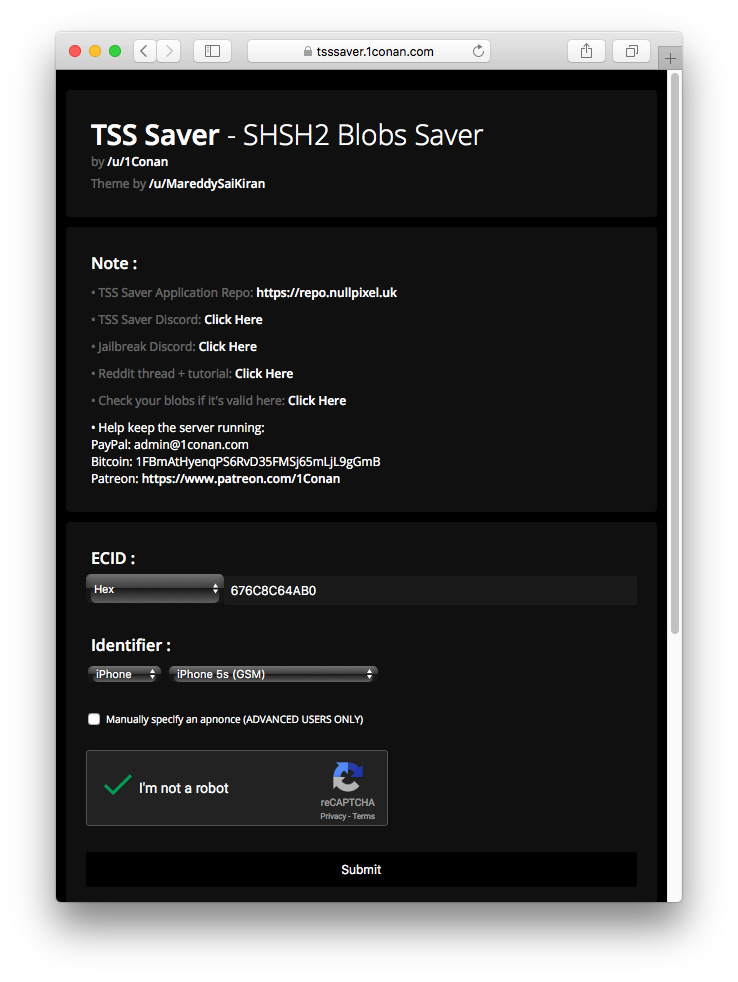 tsssaver.1conan.com
TSS Saver - SHSH2 Blobs Saver
by /u/1Conan
Theme by /u/MareddySaiKiran
Note :
• TSS Saver Application Repo: https://repo.nullpixel.uk
• TSS Saver Discord: Click Here
• Jailbreak Discord: Click Here
• Reddit thread + tutorial: Click Here
• Check your blobs if it's valid here: Click Here
• Help keep the server running:
PayPal: admin@1conan.com
Bitcoin: 1FBmAtHyenqPS6RvD35FMSj65mLjL9gGmB
Patreon: https://www.patreon.com/1Conan
ECID :
Hex 676C8C64AB0
Identifier :
iPhone iPhone 5s (GSM)
Manually specify an apnonce (ADVANCED USERS ONLY)
I'm not a robot
reCAPTCHA
Privacy - Terms
Submit